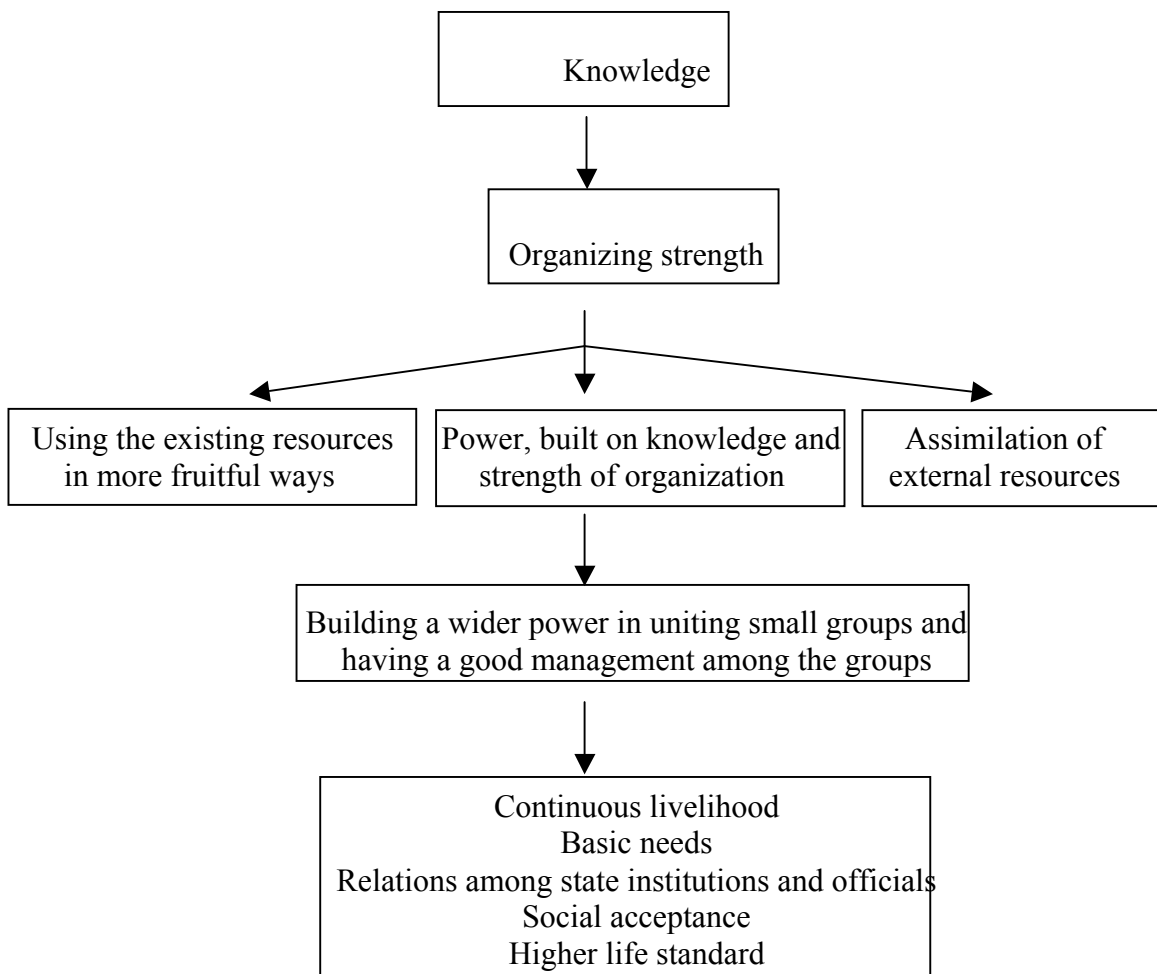 Knowledge
Organizing strength
Using the existing resources
in more fruitful ways
Power, built on knowledge and
strength of organization
Assimilation of
external resources
Building a wider power in uniting small groups and
having a good management among the groups
Continuous livelihood
Basic needs
Relations among state institutions and officials
Social acceptance
Higher life standard